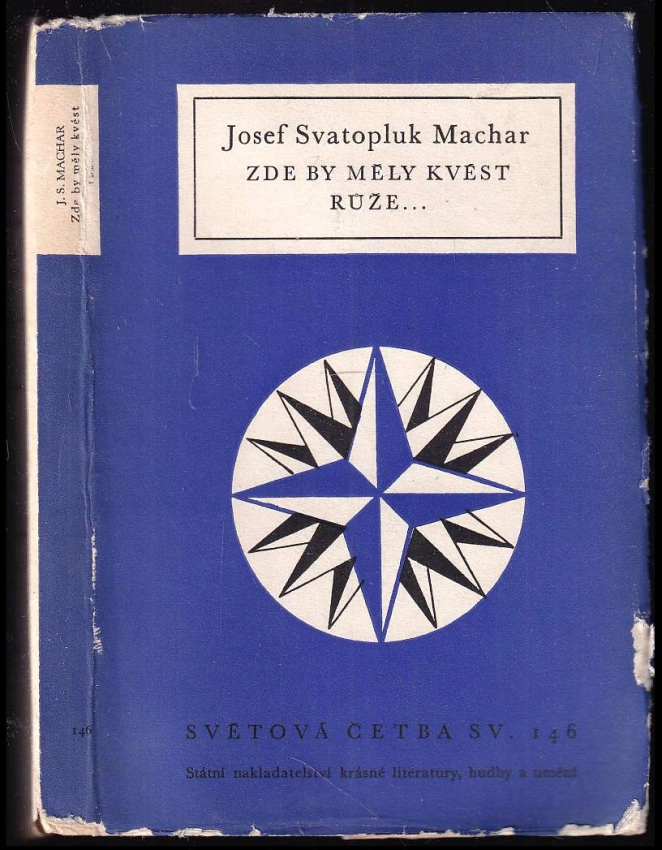 J. S. MACHAR
Zde by měly kvést
Josef Svatopluk Machar
ZDE BY MĚLY KVÉST
RŮŽE...
146
SVĚTOVÁ ČETBA SV. 146
Státní nakladatelství krásné literatury, hudby a umění